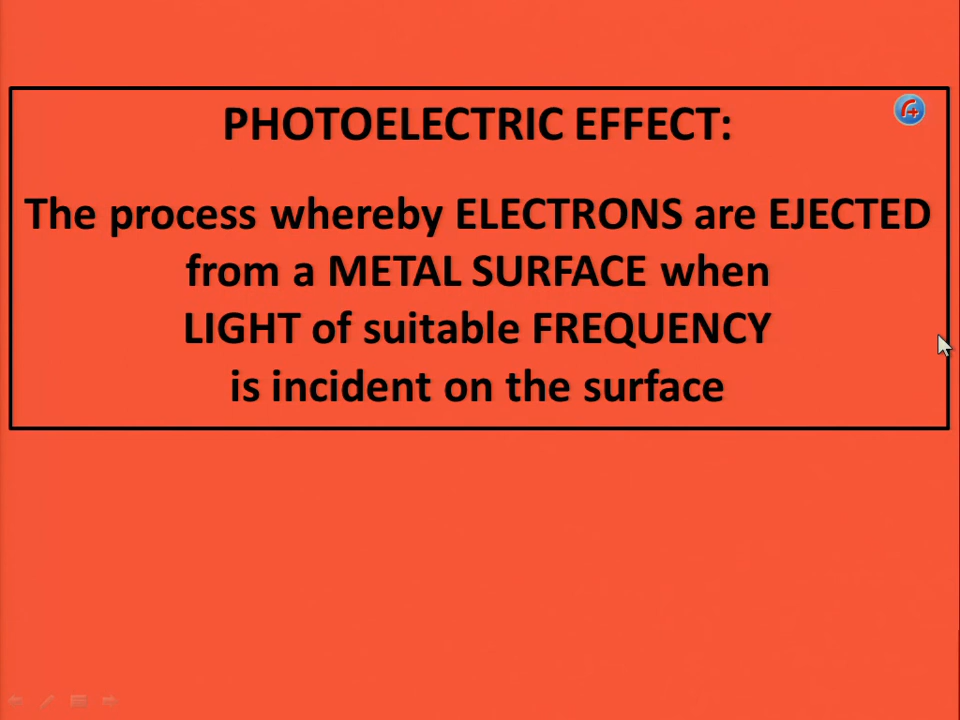 PHOTOELECTRIC EFFECT:
The process whereby ELECTRONS are EJECTED
from a METAL SURFACE when
LIGHT of suitable FREQUENCY
is incident on the surface